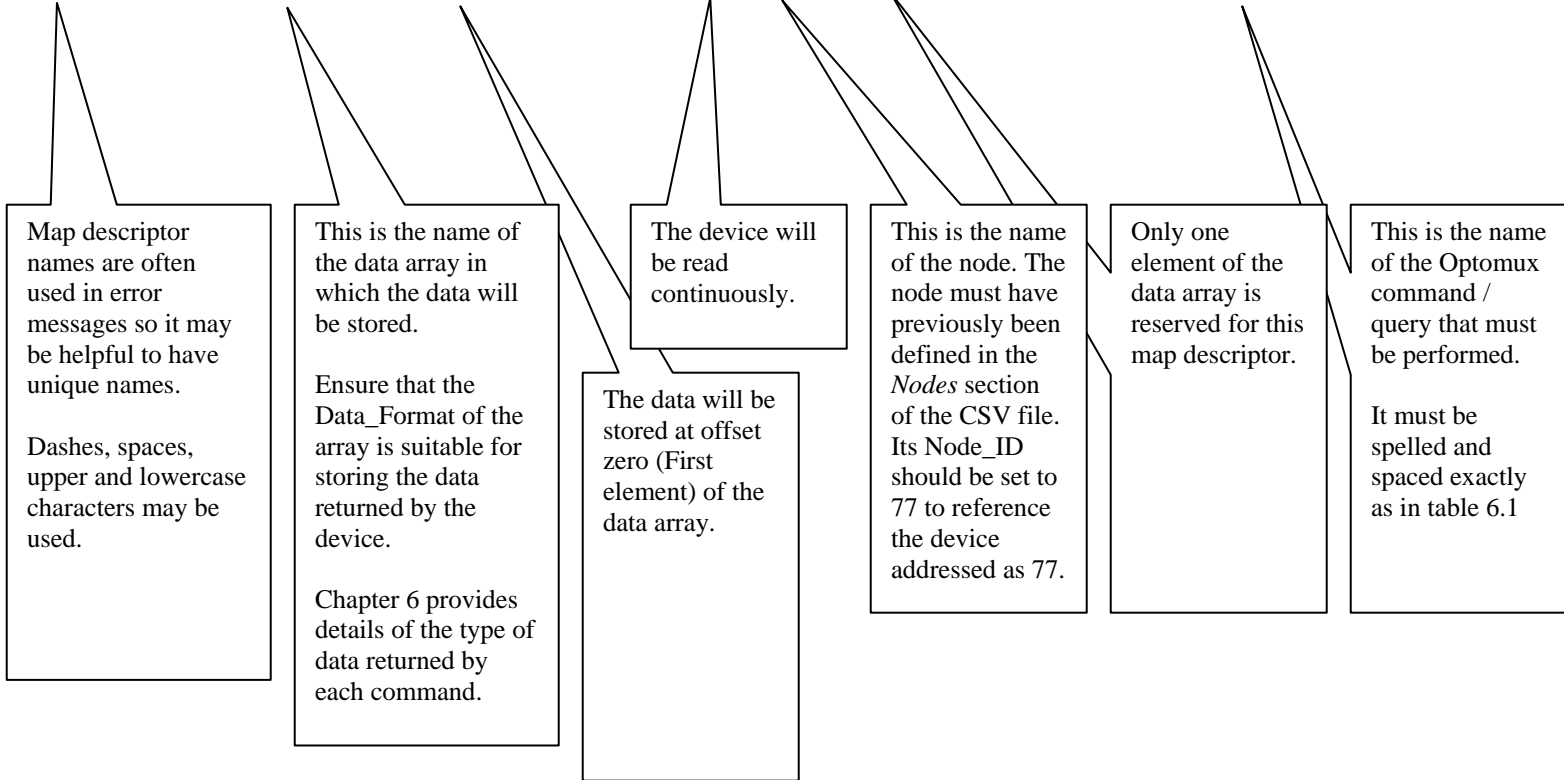 Map descriptor
names are often
used in error
messages so it may
be helpful to have
unique names.
Dashes, spaces,
upper and lowercase
characters may be
used.
This is the name of
the data array in
which the data will
be stored.
Ensure that the
Data_Format of the
array is suitable for
storing the data
returned by the
device.
Chapter 6 provides
details of the type of
data returned by
each command.
The data will be
stored at offset
zero (First
element) of the
data array.
The device will
be read
continuously.
This is the name
of the node. The
node must have
previously been
defined in the
Nodes section
of the CSV file.
Its Node_ID
should be set to
77 to reference
the device
addressed as 77.
Only one
element of the
data array is
reserved for this
map descriptor.
This is the name
of the Optomux
command /
query that must
be performed.
It must be
spelled and
spaced exactly
as in table 6.1